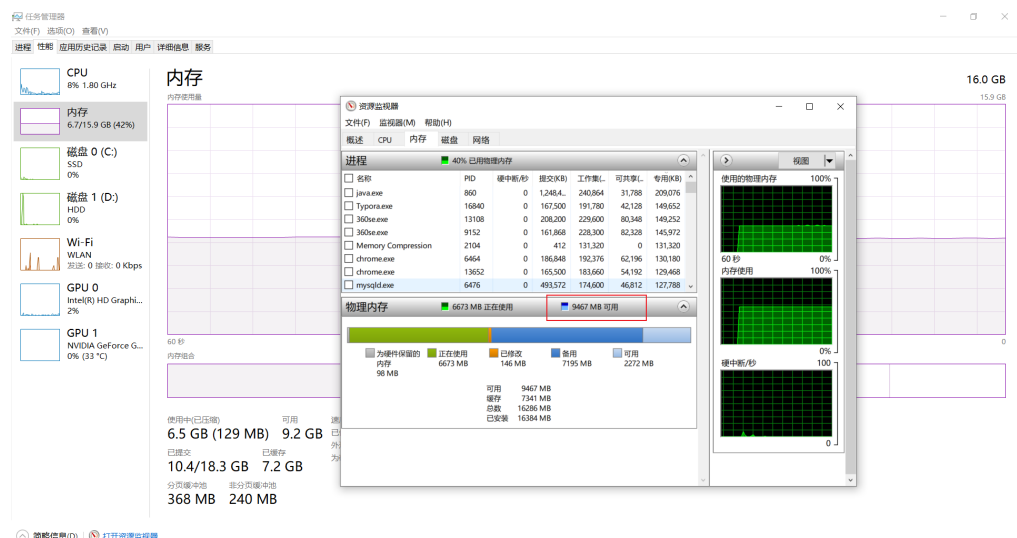 任务管理器
文件(F) 选项(O) 查看(V)
进程 性能 应用历史记录 启动 用户 详细信息 服务
CPU
8% 1.80 GHz
内存
6.7/15.9 GB (42%)
磁盘 0 (C:)
SSD
0%
磁盘 1 (D:)
HDD
0%
Wi-Fi
WLAN
发送: 0 接收: 0 Kbps
GPU 0
Intel(R) HD Graphi...
2%
GPU 1
NVIDIA GeForce G...
0% (33 °C)
内存
16.0 GB
内存使用量
15.9 GB
60 秒
0
内存组合
使用中(已压缩)
可用
6.5 GB (129 MB)
9.2 GB
已提交
已缓存
10.4/18.3 GB
7.2 GB
分页缓冲池
非分页缓冲池
368 MB
240 MB
简略信息(D)
打开资源监视器
资源监视器
文件(F) 监视器(M) 帮助(H)
概述 CPU 内存 磁盘 网络
进程 40% 已用物理内存
名称 PID 硬中断/秒 提交(KB) 工作集(... 可共享(... 专用(KB)
java.exe 860 0 1,248,4... 240,864 31,788 209,076
Typora.exe 16840 0 167,500 191,780 42,128 149,652
360se.exe 13108 0 208,200 229,600 80,348 149,252
360se.exe 9152 0 161,868 228,300 82,328 145,972
Memory Compression 2104 0 412 131,320 0 131,320
chrome.exe 6464 0 186,848 192,376 62,196 130,180
chrome.exe 13652 0 165,500 183,660 54,192 129,468
mysqld.exe 6476 0 493,572 174,600 46,812 127,788
物理内存 6673 MB 正在使用 9467 MB 可用
为硬件保留的 正在使用 已修改 备用 可用
内存 6673 MB 146 MB 7195 MB 2272 MB
98 MB
可用 9467 MB
缓存 7341 MB
总数 16286 MB
已安装 16384 MB
视图
使用的物理内存 100%
60 秒 0%
内存使用 100%
0%
硬中断/秒 100
0